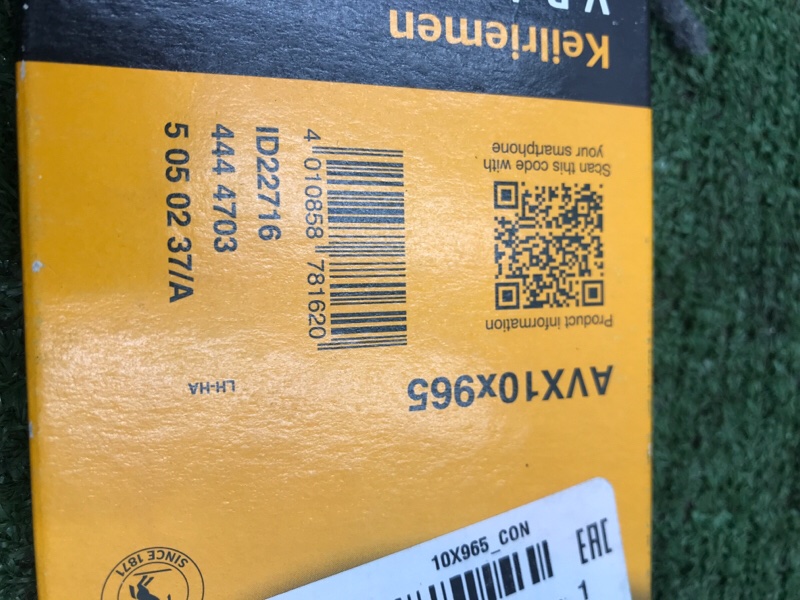 V-B
Keilriemen
Scan this code with
your smartphone
Product information
4 010858 781620
ID22716
444 4703
5 05 02 37/A
AVX10x965
LH-HA
SINCE 1871
10X965_CON
EAC
1